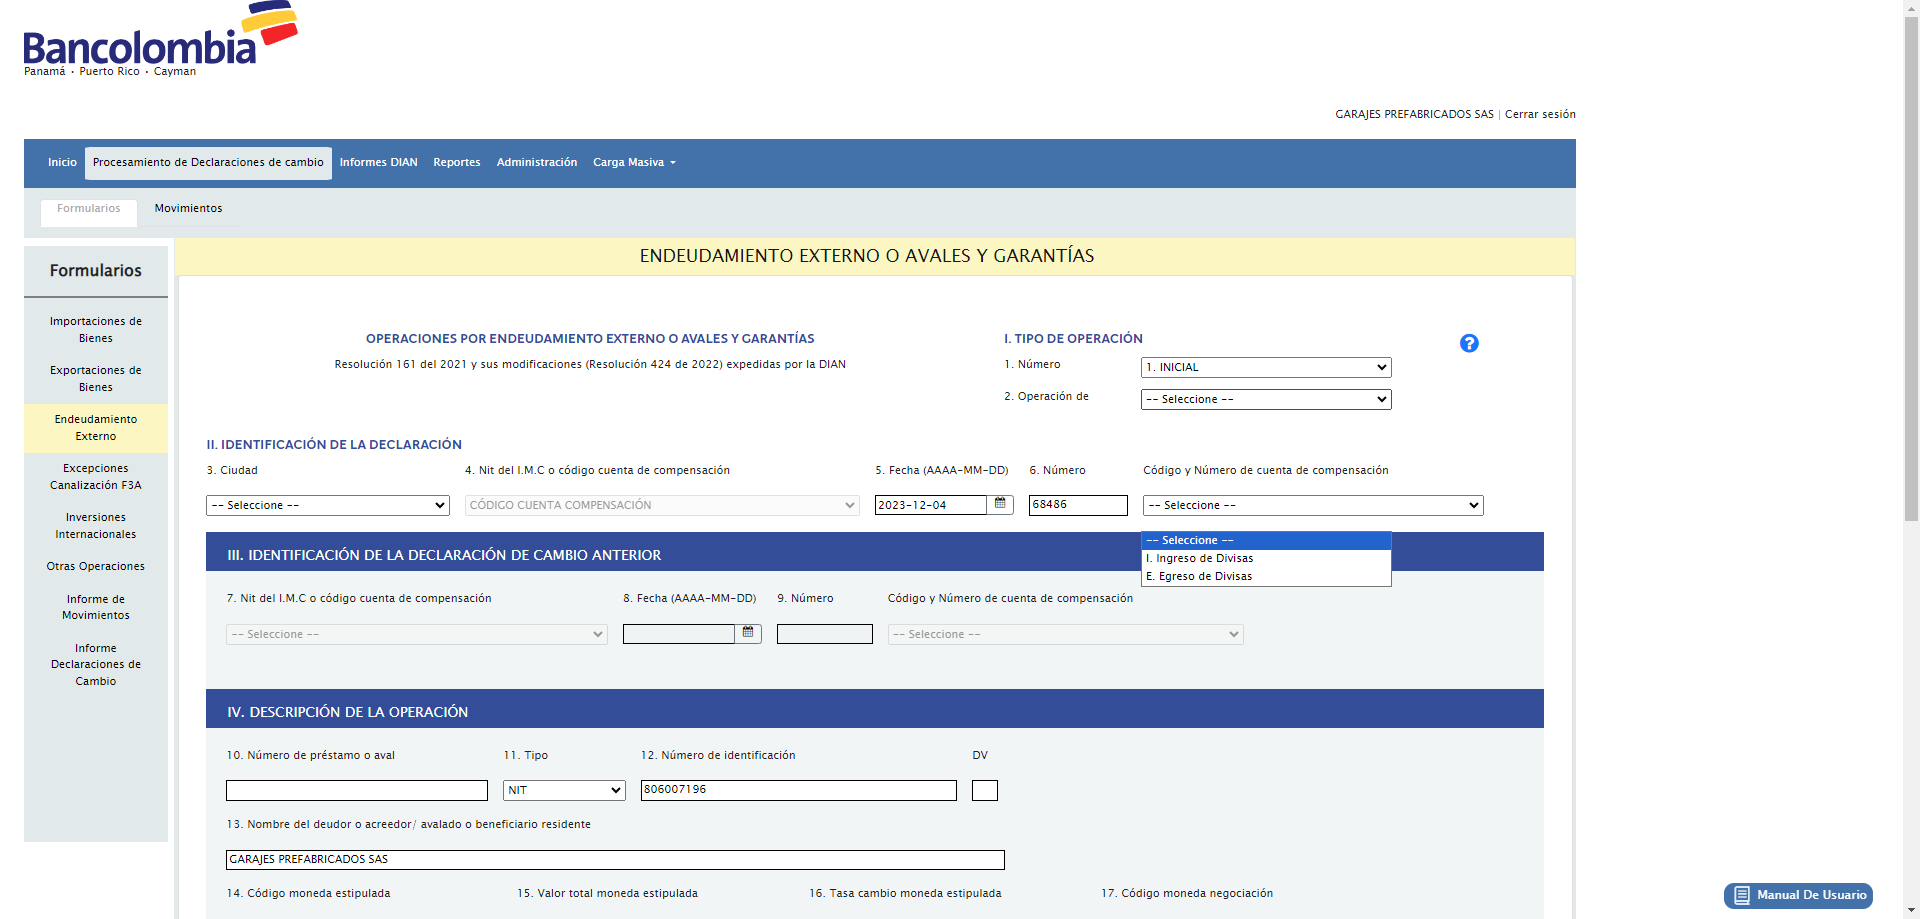 Bancolombia
Panamá • Puerto Rico • Cayman
GARAJES PREFABRICADOS SAS | Cerrar sesión
Inicio Procesamiento de Declaraciones de cambio Informes DIAN Reportes Administración Carga Masiva
Formularios Movimientos
Formularios
Importaciones de
Bienes
Exportaciones de
Bienes
Endeudamiento
Externo
Excepciones
Canalización F3A
Inversiones
Internacionales
Otras Operaciones
Informe de
Movimientos
Informe
Declaraciones de
Cambio
ENDEUDAMIENTO EXTERNO O AVALES Y GARANTÍAS
OPERACIONES POR ENDEUDAMIENTO EXTERNO O AVALES Y GARANTÍAS
Resolución 161 del 2021 y sus modificaciones (Resolución 424 de 2022) expedidas por la DIAN
I. TIPO DE OPERACIÓN
?
1. Número 1. INICIAL
2. Operación de -- Seleccione --
II. IDENTIFICACIÓN DE LA DECLARACIÓN
3. Ciudad 4. Nit del I.M.C o código cuenta de compensación 5. Fecha (AAAA-MM-DD) 6. Número Código y Número de cuenta de compensación
-- Seleccione -- CÓDIGO CUENTA COMPENSACIÓN 2023-12-04 68486 -- Seleccione --
-- Seleccione --
I. Ingreso de Divisas
E. Egreso de Divisas
III. IDENTIFICACIÓN DE LA DECLARACIÓN DE CAMBIO ANTERIOR
7. Nit del I.M.C o código cuenta de compensación 8. Fecha (AAAA-MM-DD) 9. Número Código y Número de cuenta de compensación
-- Seleccione -- -- Seleccione --
IV. DESCRIPCIÓN DE LA OPERACIÓN
10. Número de préstamo o aval 11. Tipo 12. Número de identificación DV
NIT 806007196
13. Nombre del deudor o acreedor/ avalado o beneficiario residente
GARAJES PREFABRICADOS SAS
14. Código moneda estipulada 15. Valor total moneda estipulada 16. Tasa cambio moneda estipulada 17. Código moneda negociación
Manual De Usuario